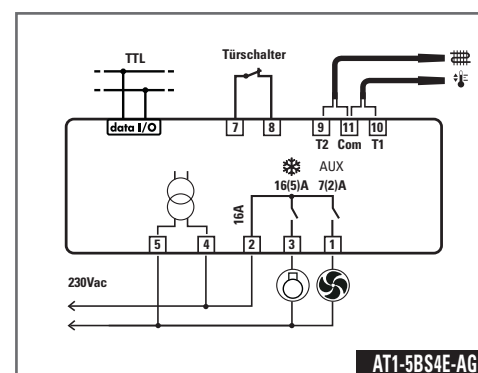 TTL
Türschalter
data I/O
7 8 9 11 10
T2 Com T1
AUX
16(5)A 7(2)A
16A
5 4 2 3 1
230Vac
AT1-5BS4E-AG